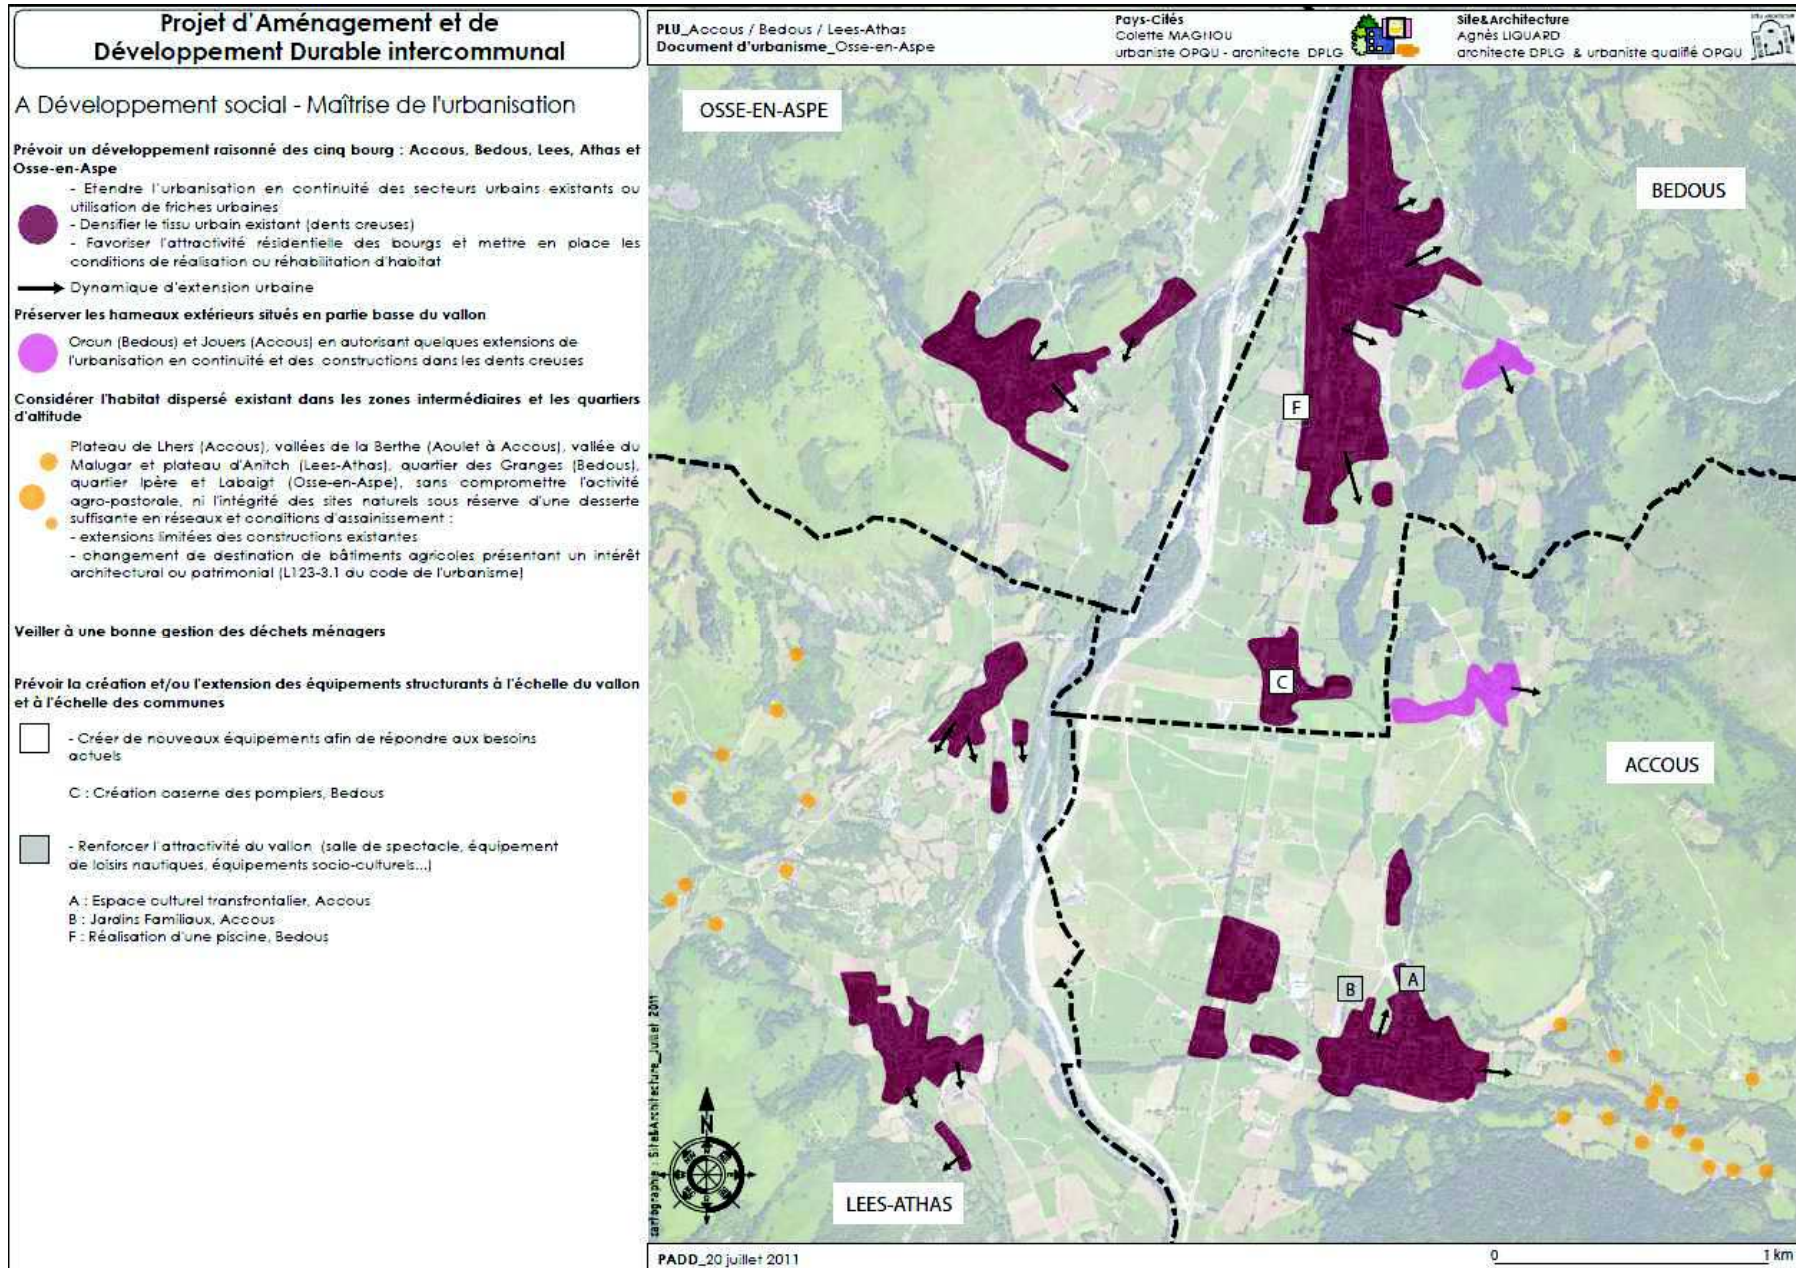 Projet d'Aménagement et de
Développement Durable intercommunal
PLU_Accous / Bedous / Lees-Athas
Document d'urbanisme_Osse-en-Aspe
Pays-Cités
Colette MAGNOU
urbaniste OPQU - architecte DPLG
Site&Architecture
Agnès LIQUARD
architecte DPLG & urbaniste qualifié OPQU
A Développement social - Maîtrise de l'urbanisation
Prévoir un développement raisonné des cinq bourg : Accous, Bedous, Lees, Athas et
Osse-en-Aspe
- Etendre l'urbanisation en continuité des secteurs urbains existants ou
utilisation de friches urbaines
- Densifier le tissu urbain existant (dents creuses)
- Favoriser l'attractivité résidentielle des bourgs et mettre en place les
conditions de réalisation ou réhabilitation d'habitat
Dynamique d'extension urbaine
Préserver les hameaux extérieurs situés en partie basse du vallon
Orcun (Bedous) et Jouers (Accous) en autorisant quelques extensions de
l'urbanisation en continuité et des constructions dans les dents creuses
Considérer l'habitat dispersé existant dans les zones intermédiaires et les quartiers
d'altitude
Plateau de Lhers (Accous), vallées de la Berthe (Aoulet à Accous), vallée du
Malugar et plateau d'Anitch (Lees-Athas), quartier des Granges (Bedous),
quartier Ipère et Labaigt (Osse-en-Aspe), sans compromettre l'activité
agro-pastorale, ni l'intégrité des sites naturels sous réserve d'une desserte
suffisante en réseaux et conditions d'assainissement :
- extensions limitées des constructions existantes
- changement de destination de bâtiments agricoles présentant un intérêt
architectural ou patrimonial (L123-3.1 du code de l'urbanisme)
Veiller à une bonne gestion des déchets ménagers
Prévoir la création et/ou l'extension des équipements structurants à l'échelle du vallon
et à l'échelle des communes
- Créer de nouveaux équipements afin de répondre aux besoins
actuels
C : Création caserne des pompiers, Bedous
- Renforcer l'attractivité du vallon (salle de spectacle, équipement
de loisirs nautiques, équipements socio-culturels...)
A : Espace culturel transfrontalier, Accous
B : Jardins Familiaux, Accous
F : Réalisation d'une piscine, Bedous
OSSE-EN-ASPE
BEDOUS
F
C
ACCOUS
B
A
LEES-ATHAS
cartographie : Site&Architecture_Juillet 2011
N
PADD_20 juillet 2011
0
1 km